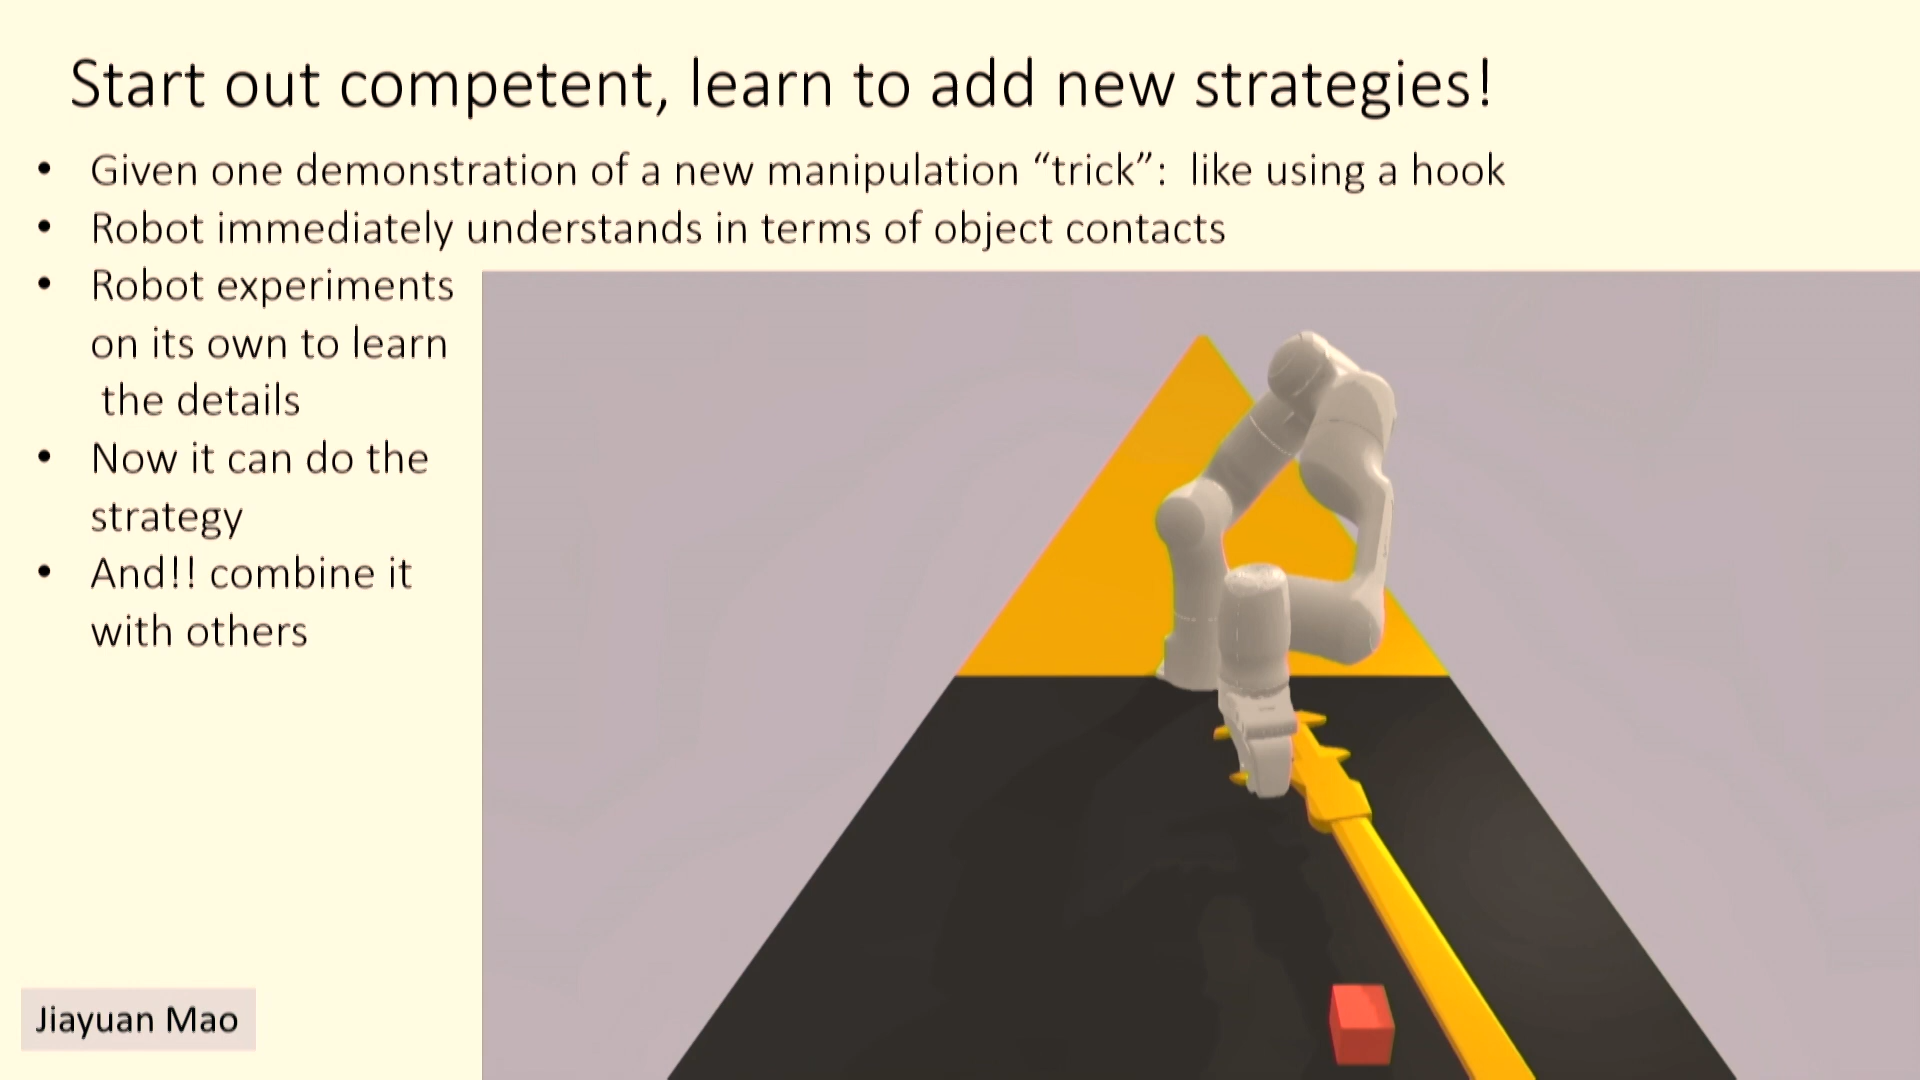 Start out competent, learn to add new strategies!
• Given one demonstration of a new manipulation “trick”: like using a hook
• Robot immediately understands in terms of object contacts
• Robot experiments
on its own to learn
the details
• Now it can do the
strategy
• And!! combine it
with others
Jiayuan Mao